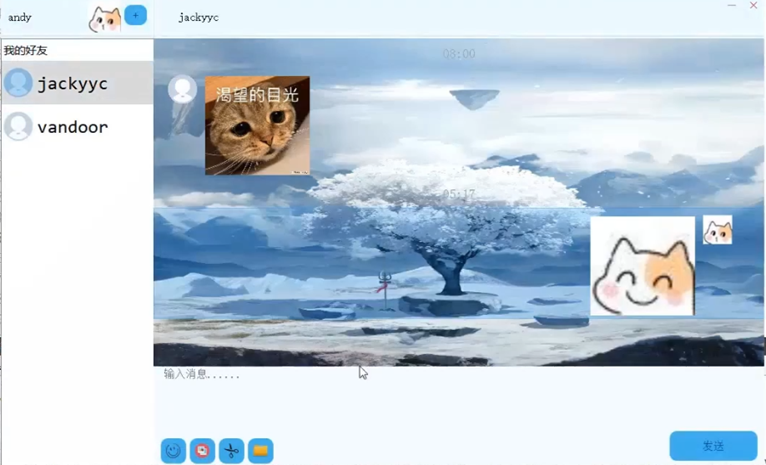 andy
+
jackyyc
我的好友
jackyyc
vandoor
08:00
渴望的目光
05:17
输入消息......
发送